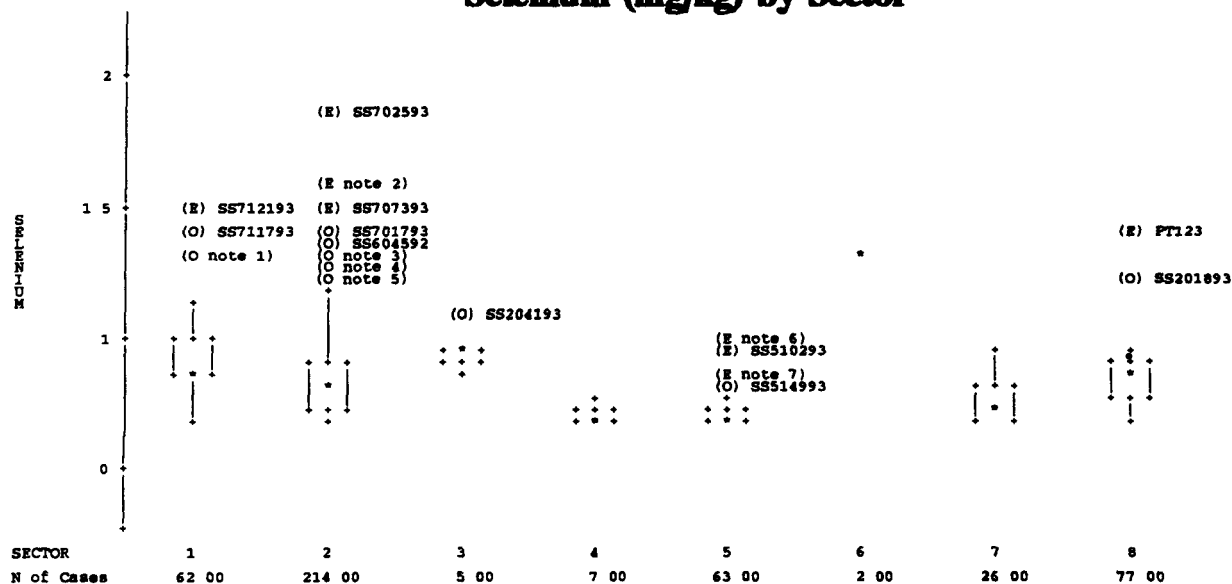 Selenium (mg/kg) by Sector
2
(E) SS702593
(E note 2)
1 5
(E) SS712193
(E) SS707393
(O) SS711793
(O) SS701793
(E) PT123
(O) SS604592
(O note 1)
(O note 3)
(O note 4)
(O note 5)
(O) SS201893
SELENIUM
(O) SS204193
1
(E note 6)
(E) SS510293
(E note 7)
(O) SS514993
0
SECTOR 1 2 3 4 5 6 7 8
N of Cases 62 00 214 00 5 00 7 00 63 00 2 00 26 00 77 00